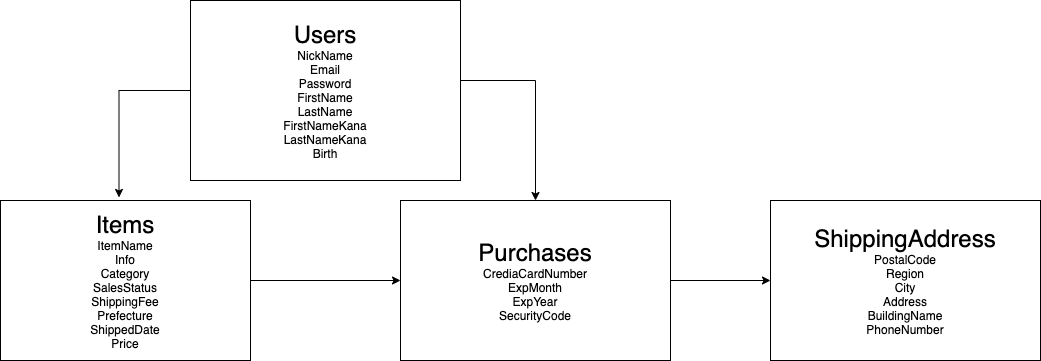 Users
NickName
Email
Password
FirstName
LastName
FirstNameKana
LastNameKana
Birth
Items
ItemName
Info
Category
SalesStatus
ShippingFee
Prefecture
ShippedDate
Price
Purchases
CrediaCardNumber
ExpMonth
ExpYear
SecurityCode
ShippingAddress
PostalCode
Region
City
Address
BuildingName
PhoneNumber